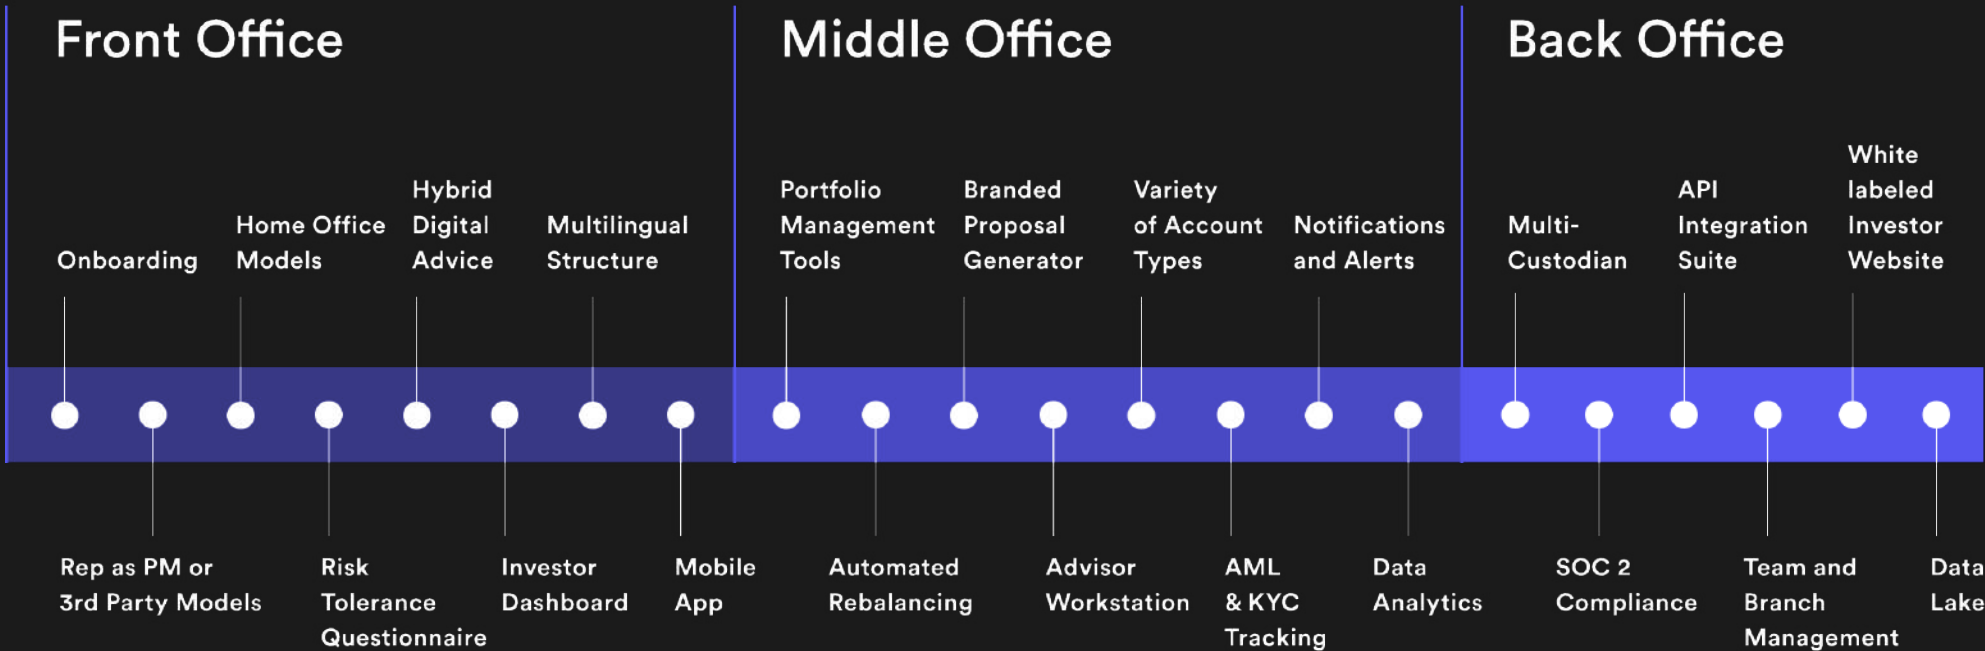 Front Office
Middle Office
Back Office
Onboarding
Home Office
Models
Hybrid
Digital
Advice
Multilingual
Structure
Portfolio
Management
Tools
Branded
Proposal
Generator
Variety
of Account
Types
Notifications
and Alerts
Multi-
Custodian
API
Integration
Suite
White
labeled
Investor
Website
Rep as PM or
3rd Party Models
Risk
Tolerance
Questionnaire
Investor
Dashboard
Mobile
App
Automated
Rebalancing
Advisor
Workstation
AML
& KYC
Tracking
Data
Analytics
SOC 2
Compliance
Team and
Branch
Management
Data
Lake